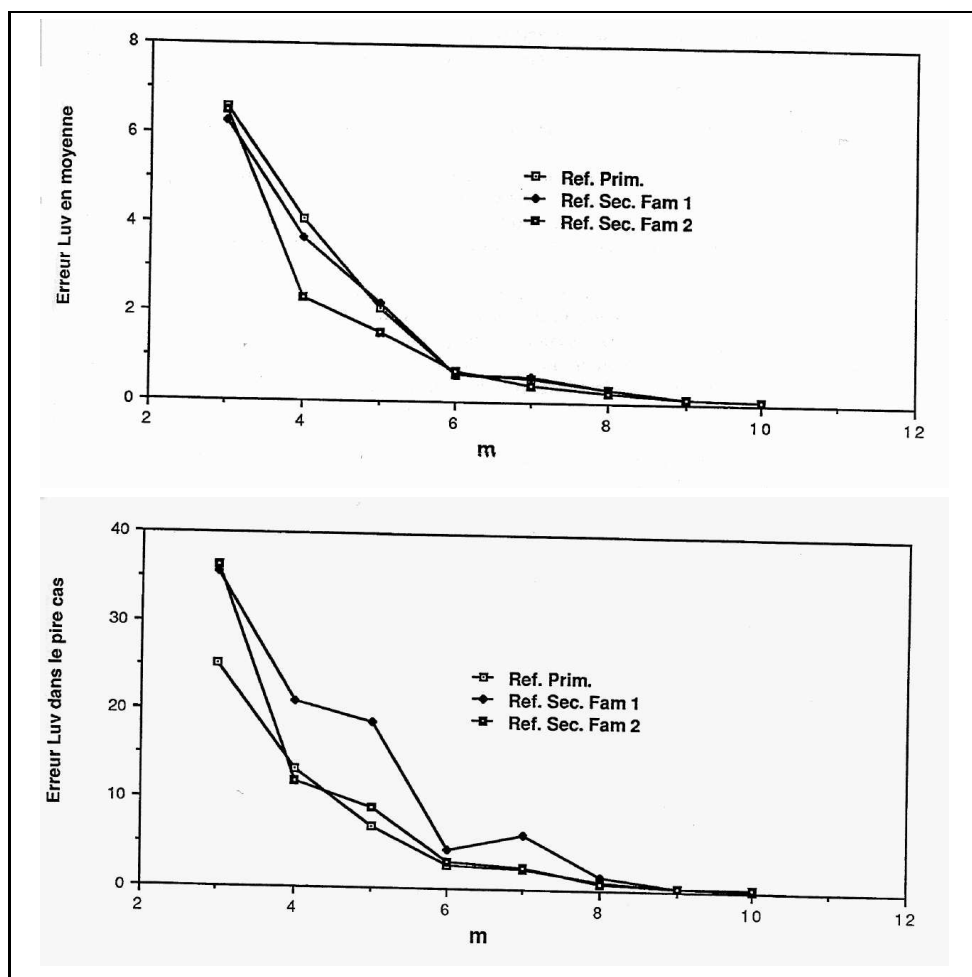 8
6
4
2
0
Erreur Luv en moyenne
Ref. Prim.
Ref. Sec. Fam 1
Ref. Sec. Fam 2
2 4 6 8 10 12
m
40
30
20
10
0
Erreur Luv dans le pire cas
Ref. Prim.
Ref. Sec. Fam 1
Ref. Sec. Fam 2
2 4 6 8 10 12
m